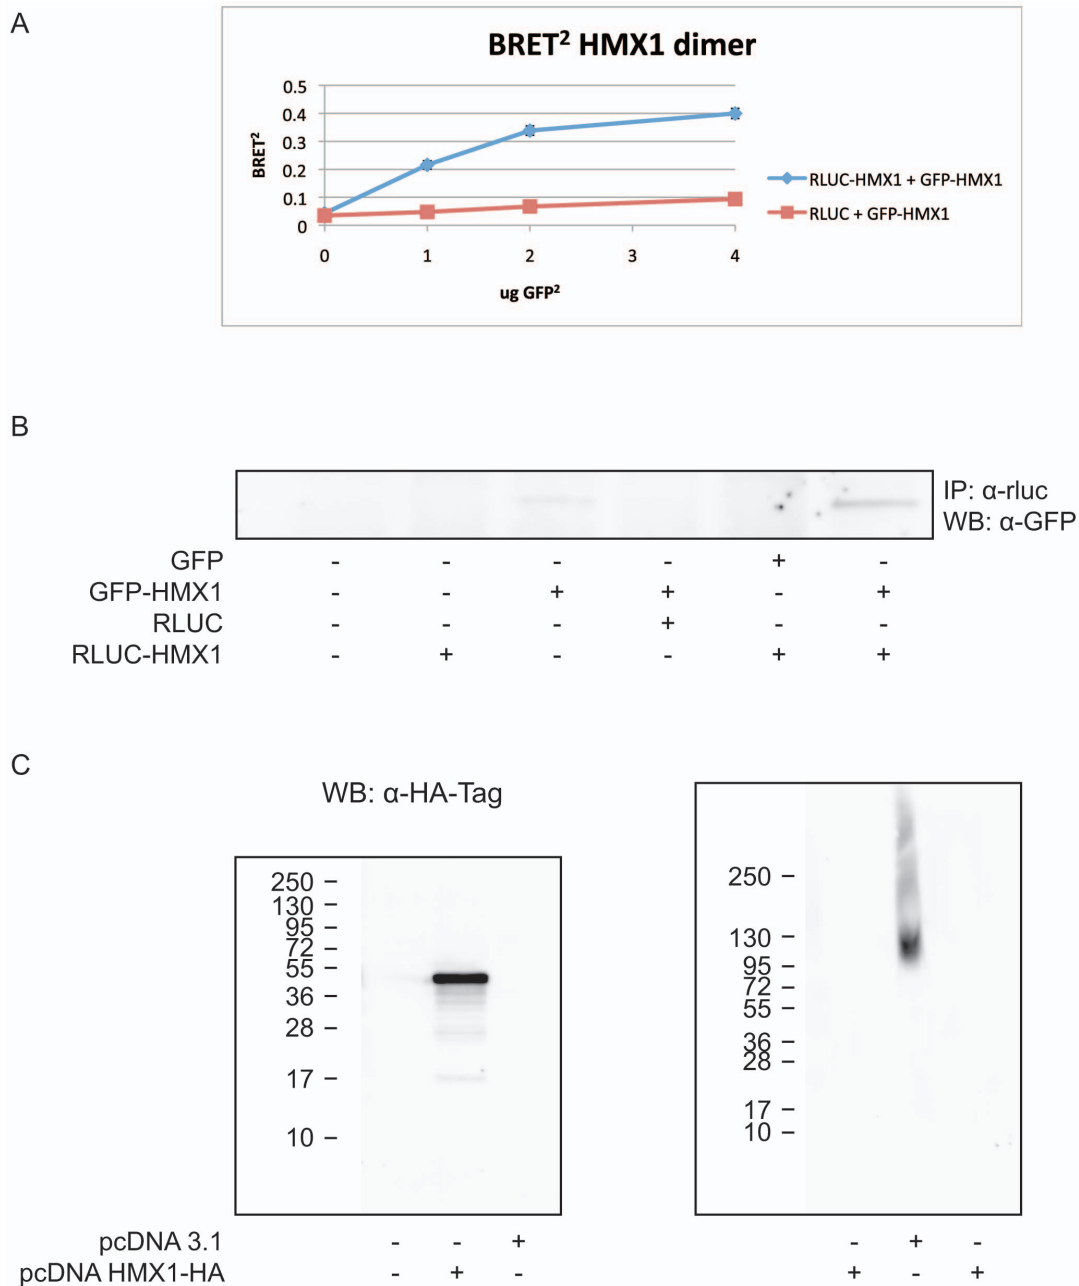 A
BRET² HMX1 dimer
0.5
0.4
0.3
0.2
0.1
0
BRET²
0 1 2 3 4
ug GFP²
RLUC-HMX1 + GFP-HMX1
RLUC + GFP-HMX1
B
IP: α-rluc
WB: α-GFP
GFP - - - - + -
GFP-HMX1 - - + + - +
RLUC - - - + - -
RLUC-HMX1 - + - - + +
C
WB: α-HA-Tag
250 –
130 –
95 –
72 –
55 –
36 –
28 –
17 –
10 –
250 –
130 –
95 –
72 –
55 –
36 –
28 –
17 –
10 –
pcDNA 3.1 - - + - + -
pcDNA HMX1-HA - + - + - +